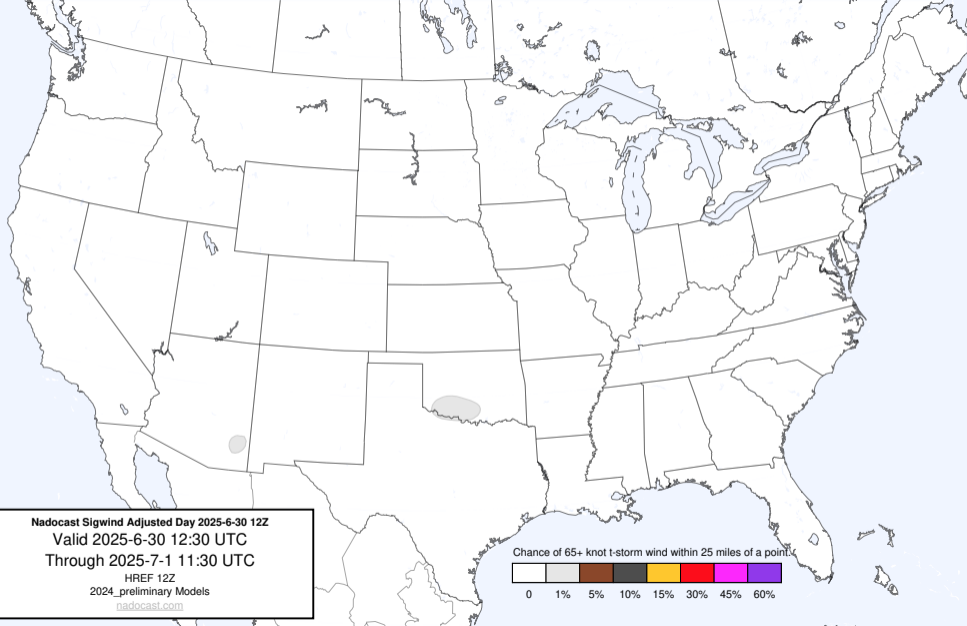 Nadocast Sigwind Adjusted Day 2025-6-30 12Z
Valid 2025-6-30 12:30 UTC
Through 2025-7-1 11:30 UTC
HREF 12Z
2024_preliminary Models
nadocast.com
Chance of 65+ knot t-storm wind within 25 miles of a point.
0 1% 5% 10% 15% 30% 45% 60%